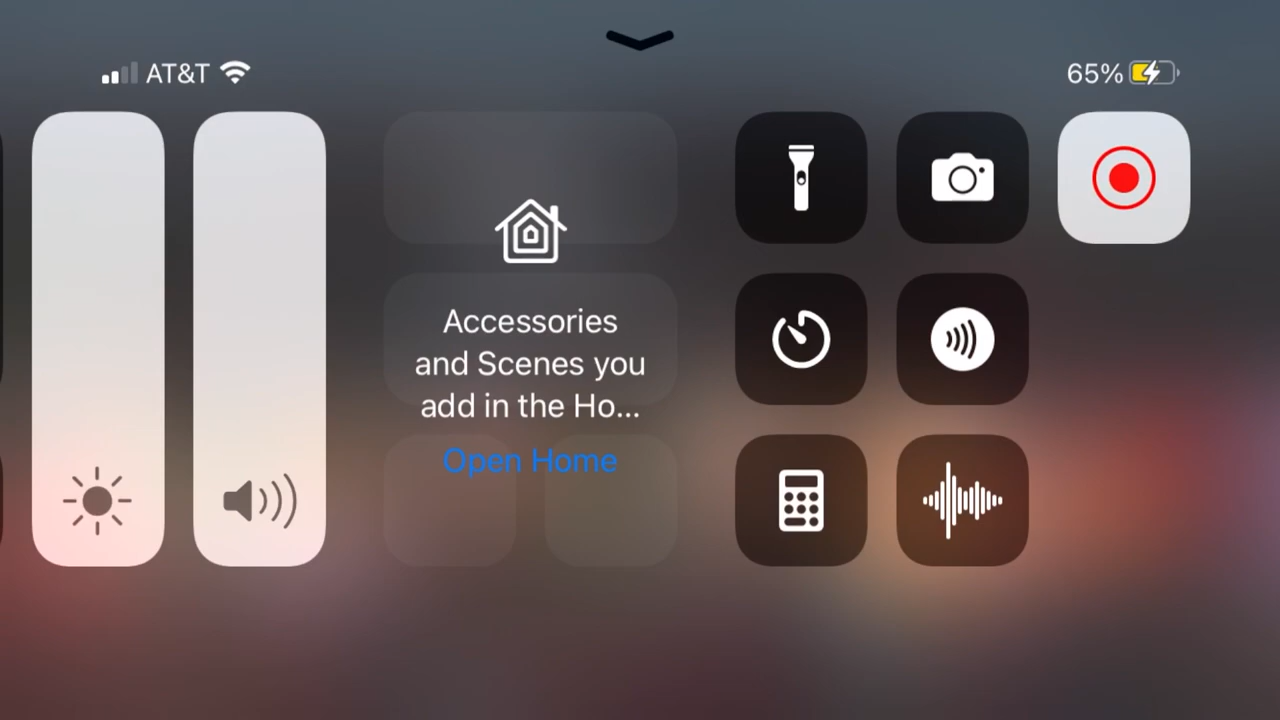 AT&T
65%
Accessories
and Scenes you
add in the Ho...
Open Home